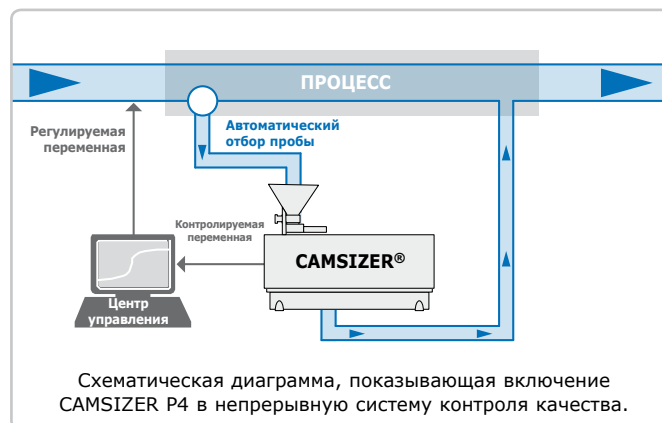 ПРОЦЕСС
Автоматический
отбор пробы
Регулируемая
переменная
Контролируемая
переменная
CAMSIZER®
Центр
управления
Схематическая диаграмма, показывающая включение
CAMSIZER P4 в непрерывную систему контроля качества.